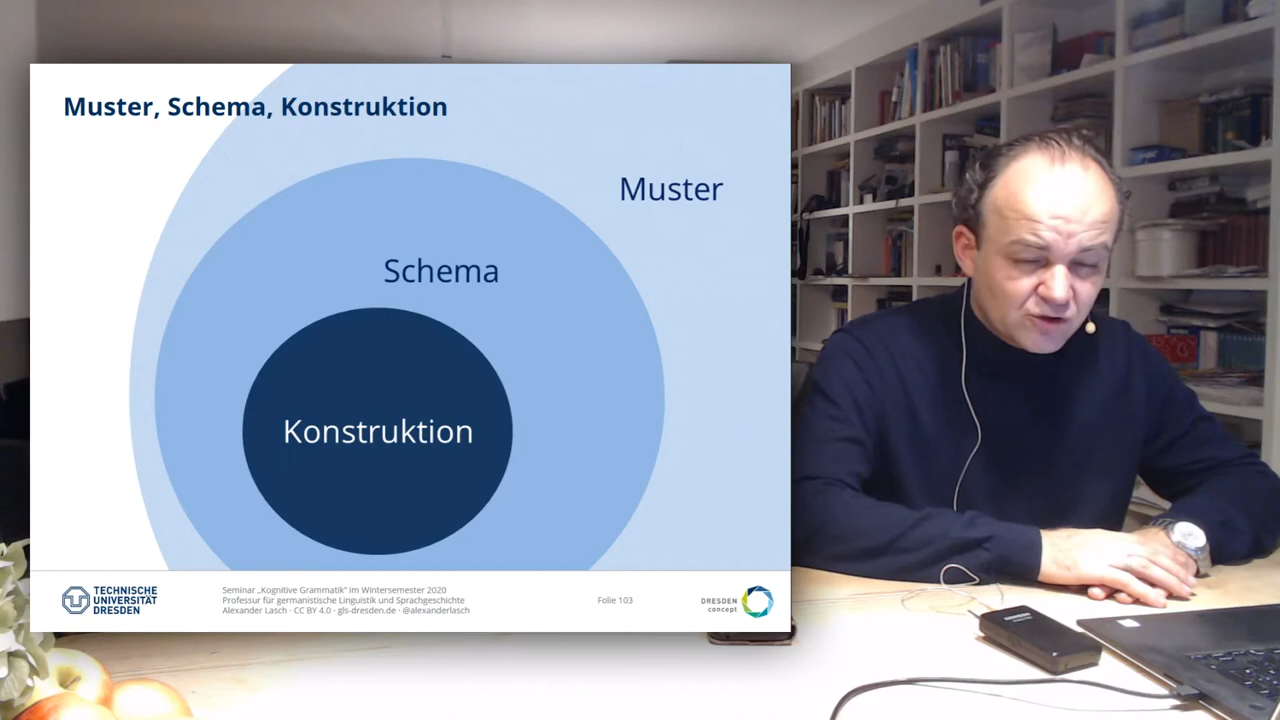 Muster, Schema, Konstruktion
Muster
Schema
Konstruktion
TECHNISCHE
UNIVERSITÄT
DRESDEN
Seminar „Kognitive Grammatik“ im Wintersemester 2020
Professur für germanistische Linguistik und Sprachgeschichte
Alexander Lasch · CC BY 4.0 · gls-dresden.de · @alexanderlasch
Folie 103
DRESDEN
concept